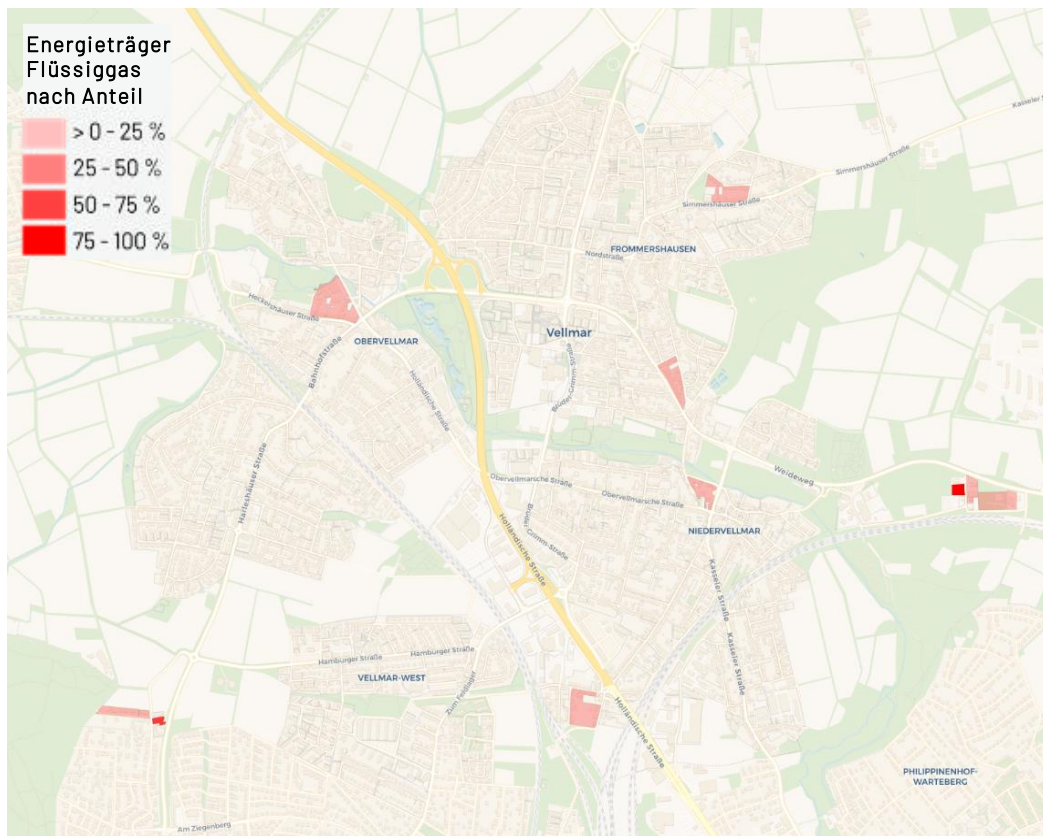 Energieträger
Flüssiggas
nach Anteil
> 0 - 25 %
25 - 50 %
50 - 75 %
75 - 100 %
Kasseler S
Simmershäuser Straße
Simmershäuser Straße
FROMMERSHAUSEN
Nordstraße
Heckershäuser Straße
OBERVELLMAR
Vellmar
Bahnhofstraße
Holländische Straße
Brüder-Grimm-Straße
Harleshäuser Straße
Weideweg
Obervellmarsche Straße
Obervellmarsche Straße
NIEDERVELLMAR
Brüder-Grimm-Straße
Holländische Straße
Kasseler Straße
Kasseler Straße
Hamburger Straße
Hamburger Straße
VELLMAR-WEST
Zum Feldlager
Holländische Straße
PHILIPPINENHOF-
WARTEBERG
Am Ziegenberg